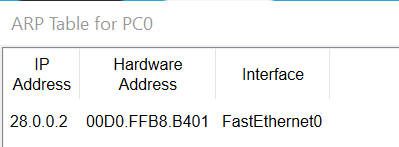 ARP Table for PC0
IP Address Hardware Address Interface
28.0.0.2 00D0.FFB8.B401 FastEthernet0